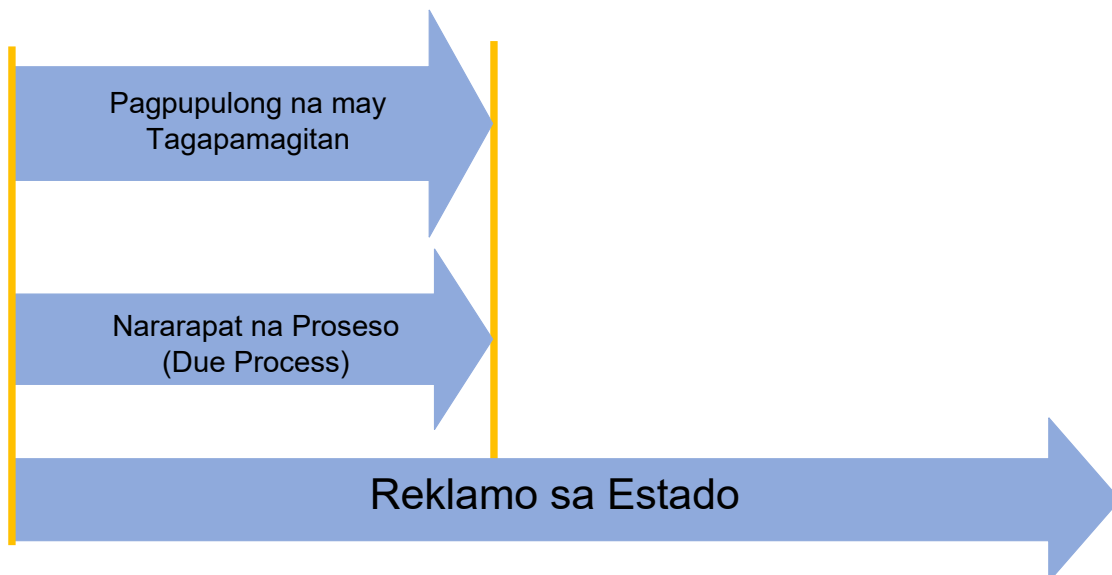 Pagpupulong na may
Tagapamagitan
Nararapat na Proseso
(Due Process)
Reklamo sa Estado